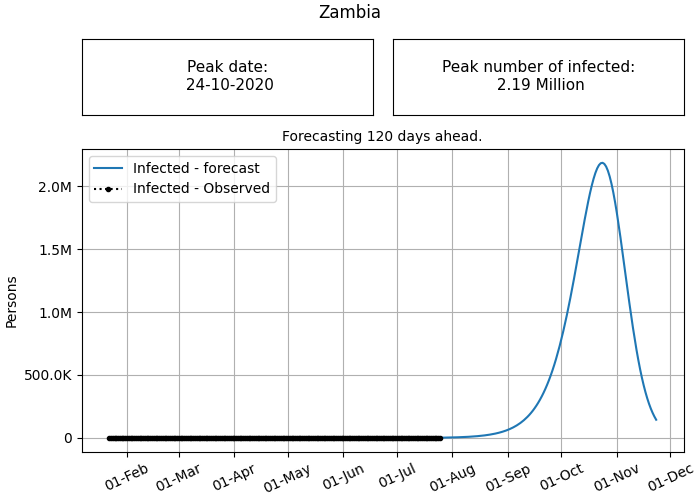 Zambia
Peak date:
24-10-2020
Peak number of infected:
2.19 Million
Forecasting 120 days ahead.
Infected - forecast
Infected - Observed
Persons
2.0M
1.5M
1.0M
500.0K
0
01-Feb
01-Mar
01-Apr
01-May
01-Jun
01-Jul
01-Aug
01-Sep
01-Oct
01-Nov
01-Dec